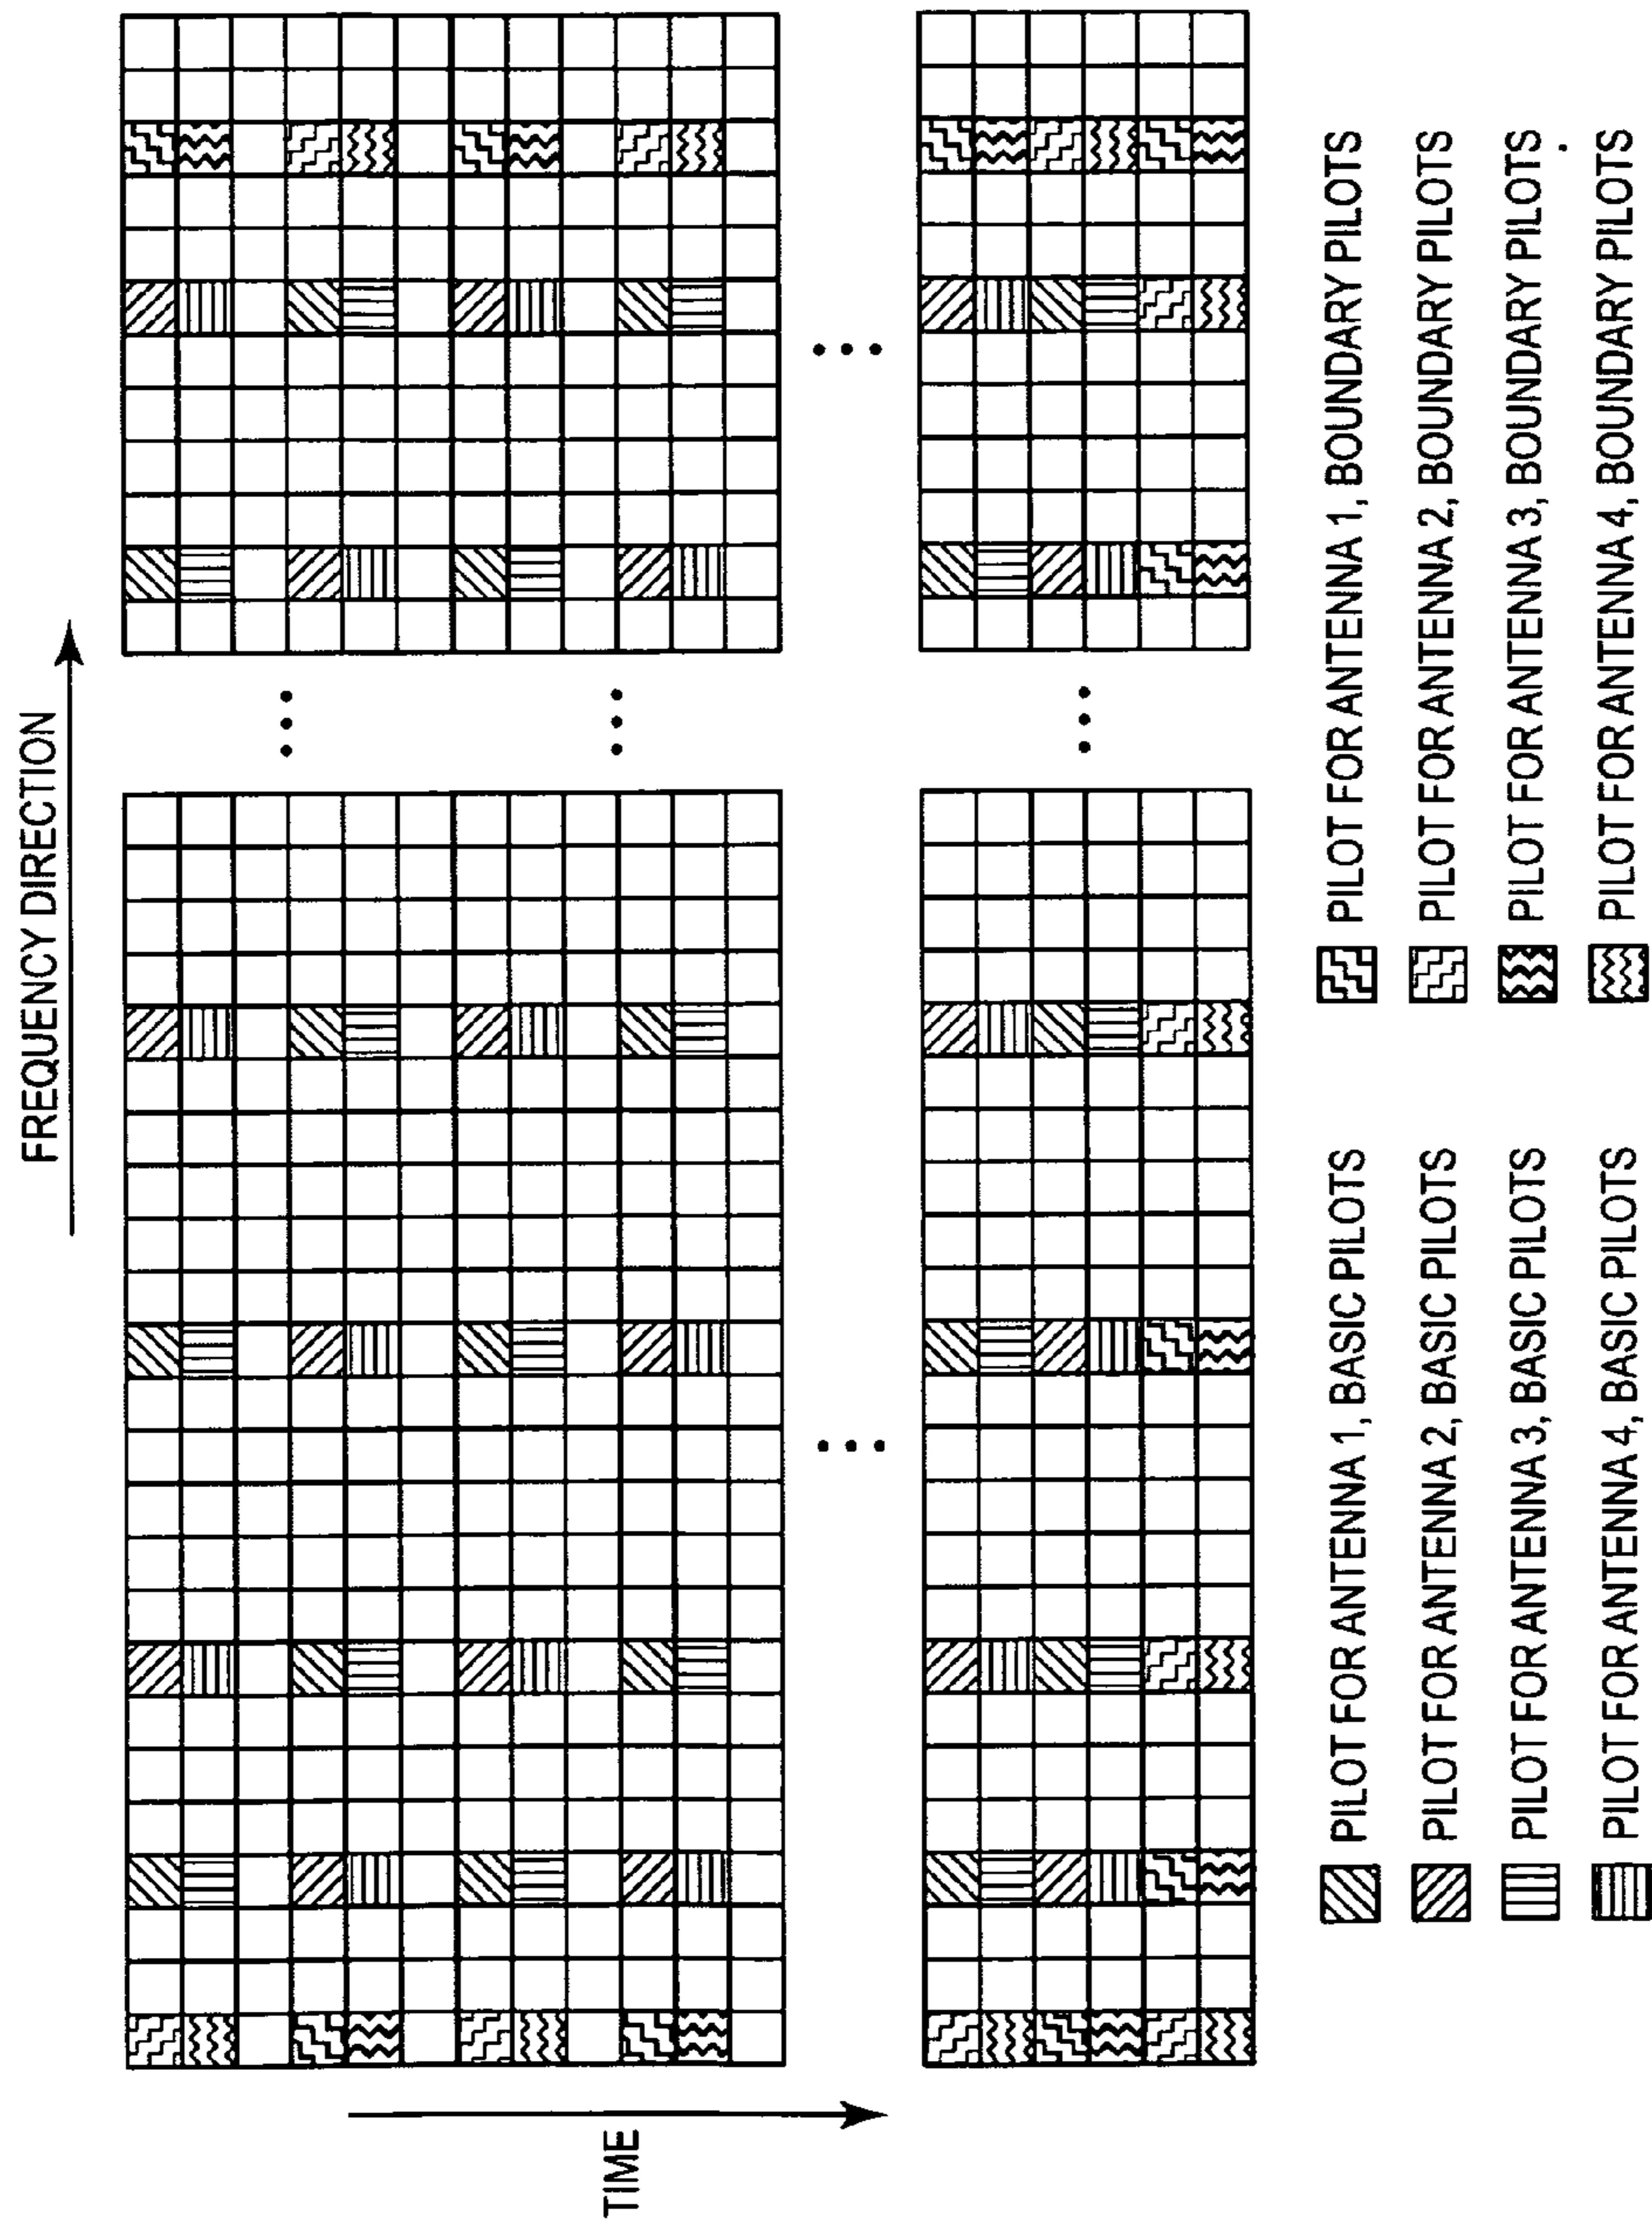 FREQUENCY DIRECTION
TIME
PILOT FOR ANTENNA 1, BASIC PILOTS
PILOT FOR ANTENNA 2, BASIC PILOTS
PILOT FOR ANTENNA 3, BASIC PILOTS
PILOT FOR ANTENNA 4, BASIC PILOTS
PILOT FOR ANTENNA 1, BOUNDARY PILOTS
PILOT FOR ANTENNA 2, BOUNDARY PILOTS
PILOT FOR ANTENNA 3, BOUNDARY PILOTS
PILOT FOR ANTENNA 4, BOUNDARY PILOTS